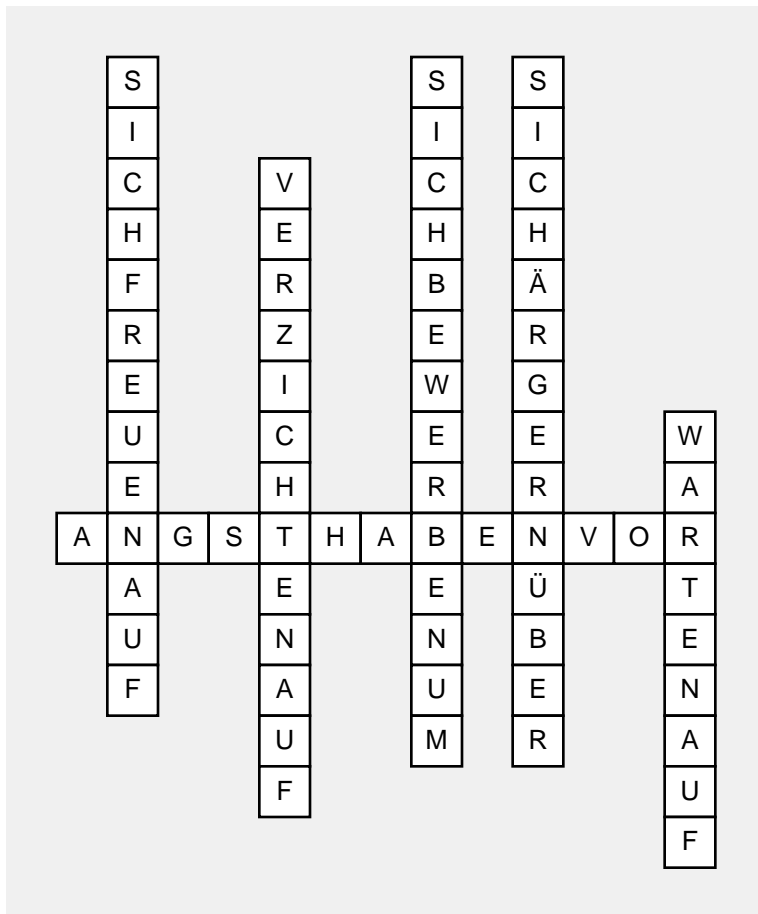 SICHFREUENAUF
VERZICHTENAUF
SICHBEWERBENUM
SICHÄRGERNÜBER
WARTENAUF
ANGSTHABENVOR